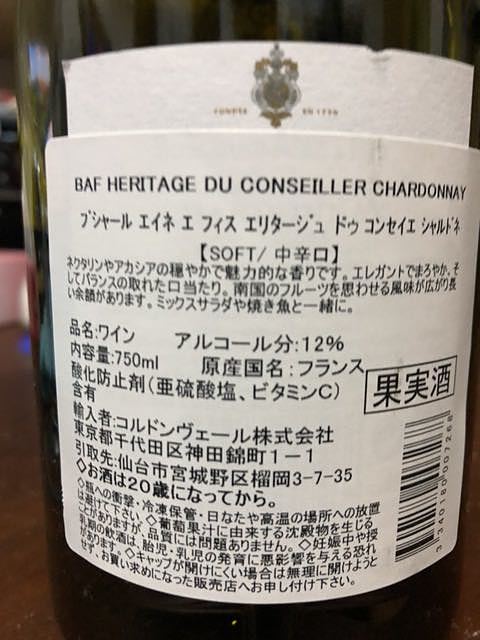 BAF HERITAGE DU CONSEILLER CHARDONNAY
ブシャール エイネ エ フィス エリタージュ ドゥ コンセイエ シャルドネ
【SOFT/ 中辛口】
ネクタリンやアカシアの穏やかで魅力的な香りです。エレガントでまろやか、そ
してバランスの取れた口当たり。南国のフルーツを思わせる風味が広がり長
い余韻があります。ミックスサラダや焼き魚と一緒に。
品名:ワイン アルコール分:12%
内容量:750ml 原産国名:フランス
酸化防止剤(亜硫酸塩、ビタミンC)
含有
果実酒
輸入者:コルドンヴェール株式会社
東京都千代田区神田錦町1-1
引取先:仙台市宮城野区榴岡3-7-35
◇お酒は20歳になってから。
◇瓶への衝撃・冷凍保管・日なたや高温の場所への放置
は避けて下さい◇葡萄果汁に由来する沈殿物を生じる
ことがありますが、品質には問題ありません。◇妊娠中や授
乳期の飲酒は、胎児・乳児の発育に悪影響を与える恐れ
があります。◇キャップが開けにくい場合は無理に開けようと
せず、お買い求めになった販売店へお申し付け下さい。
3 340180 007268